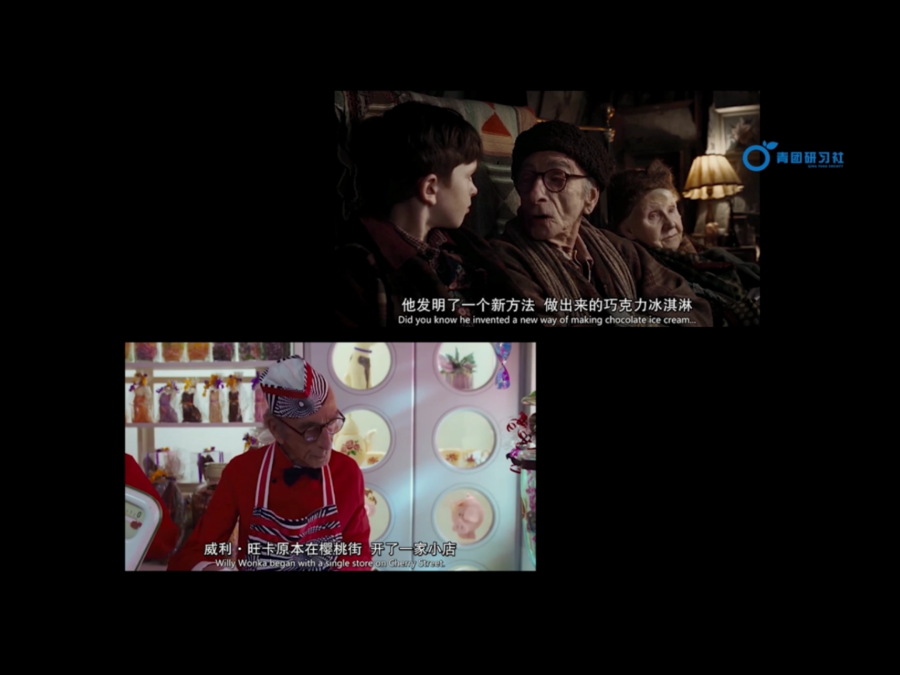 青团研习社
他发明了一个新方法 做出来的巧克力冰淇淋
Did you know he invented a new way of making chocolate ice cream...
威利·旺卡原本在樱桃街 开了一家小店
Willy Wonka began with a single store on Cherry Street.